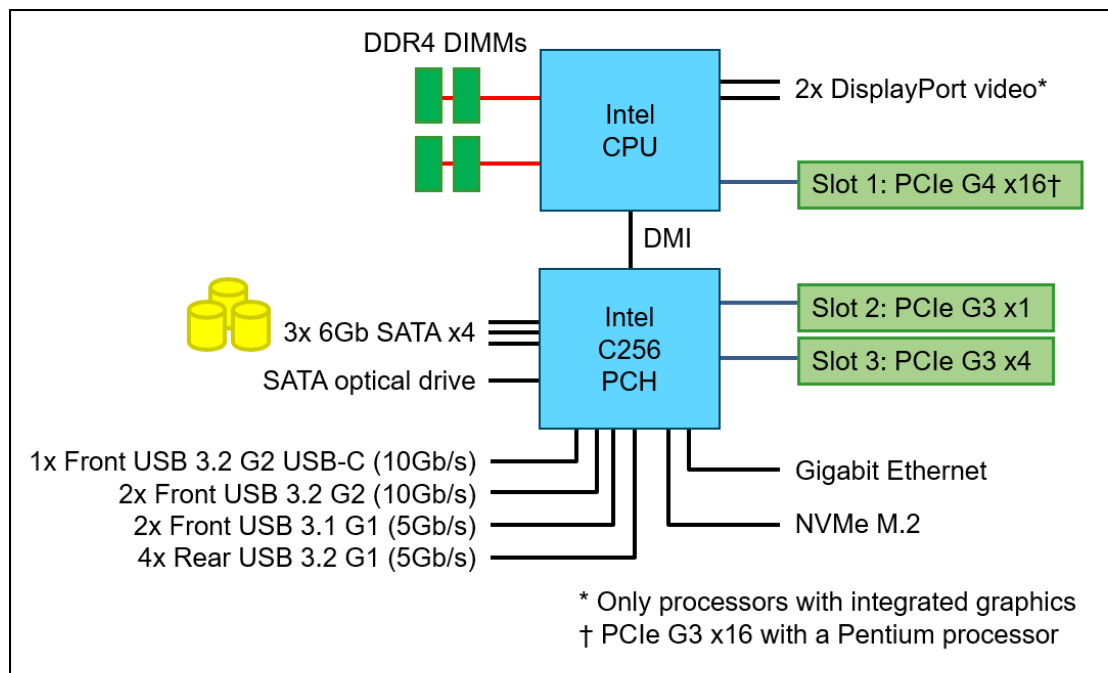 DDR4 DIMMs
Intel
CPU
2x DisplayPort video*
Slot 1: PCIe G4 x16†
DMI
3x 6Gb SATA x4
SATA optical drive
Intel
C256
PCH
Slot 2: PCIe G3 x1
Slot 3: PCIe G3 x4
1x Front USB 3.2 G2 USB-C (10Gb/s)
2x Front USB 3.2 G2 (10Gb/s)
2x Front USB 3.1 G1 (5Gb/s)
4x Rear USB 3.2 G1 (5Gb/s)
Gigabit Ethernet
NVMe M.2
* Only processors with integrated graphics
† PCIe G3 x16 with a Pentium processor